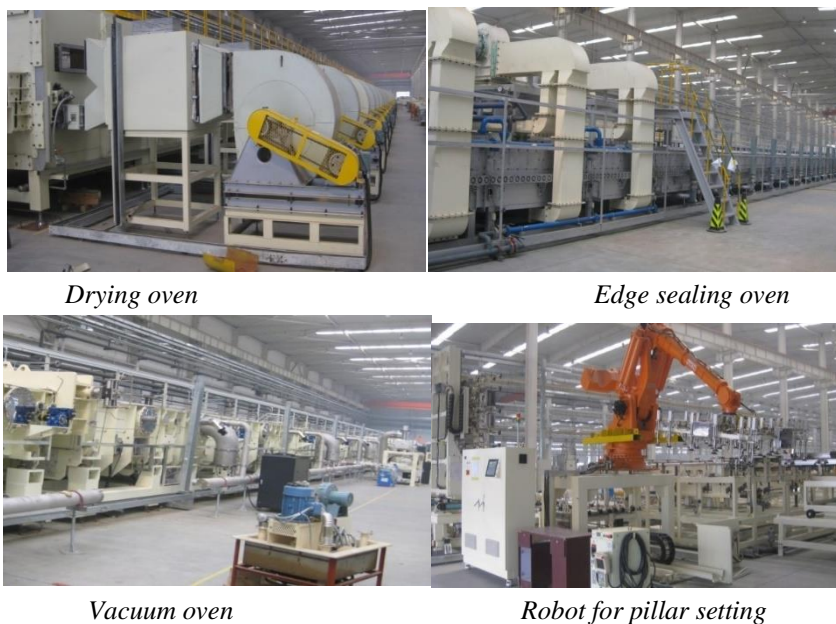 Drying oven
Edge sealing oven
Vacuum oven
Robot for pillar setting